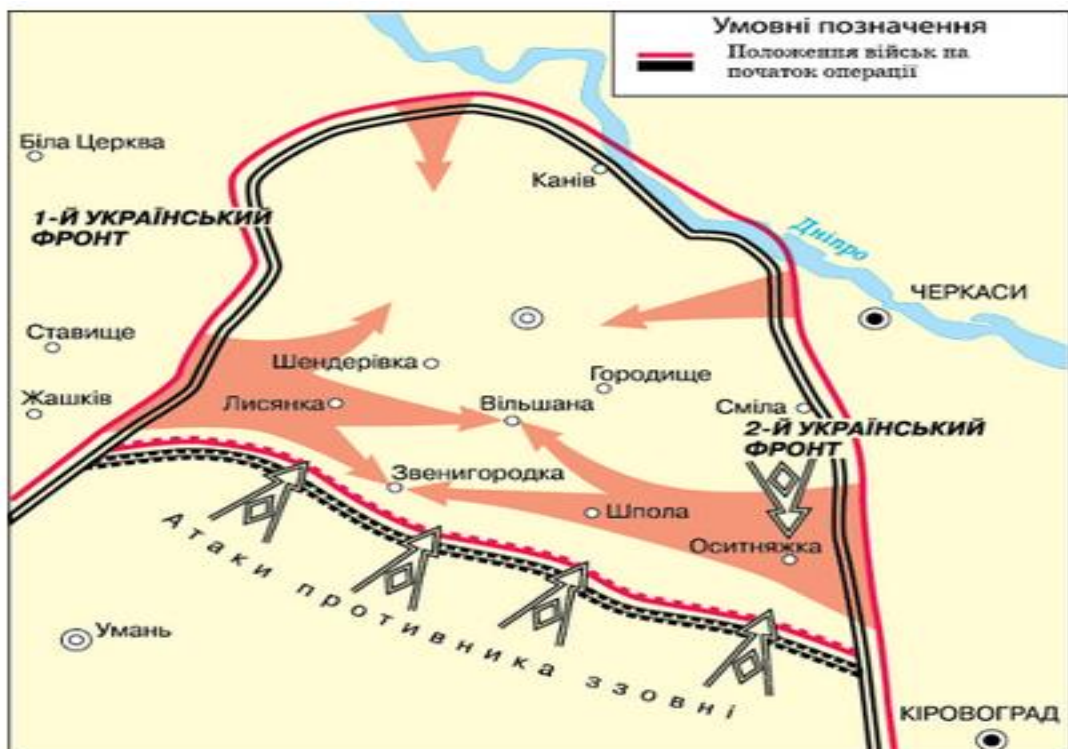 Умовні позначення
Положення військ на
початок операції
Біла Церква
Канів
1-Й УКРАЇНСЬКИЙ
ФРОНТ
Дніпро
ЧЕРКАСИ
Ставище
Шендерівка
Городище
Жашків
Лисянка
Вільшана
Сміла
2-Й УКРАЇНСЬКИЙ
ФРОНТ
Звенигородка
Шпола
Оситняжка
Атаки противника ззовні
Умань
КІРОВОГРАД